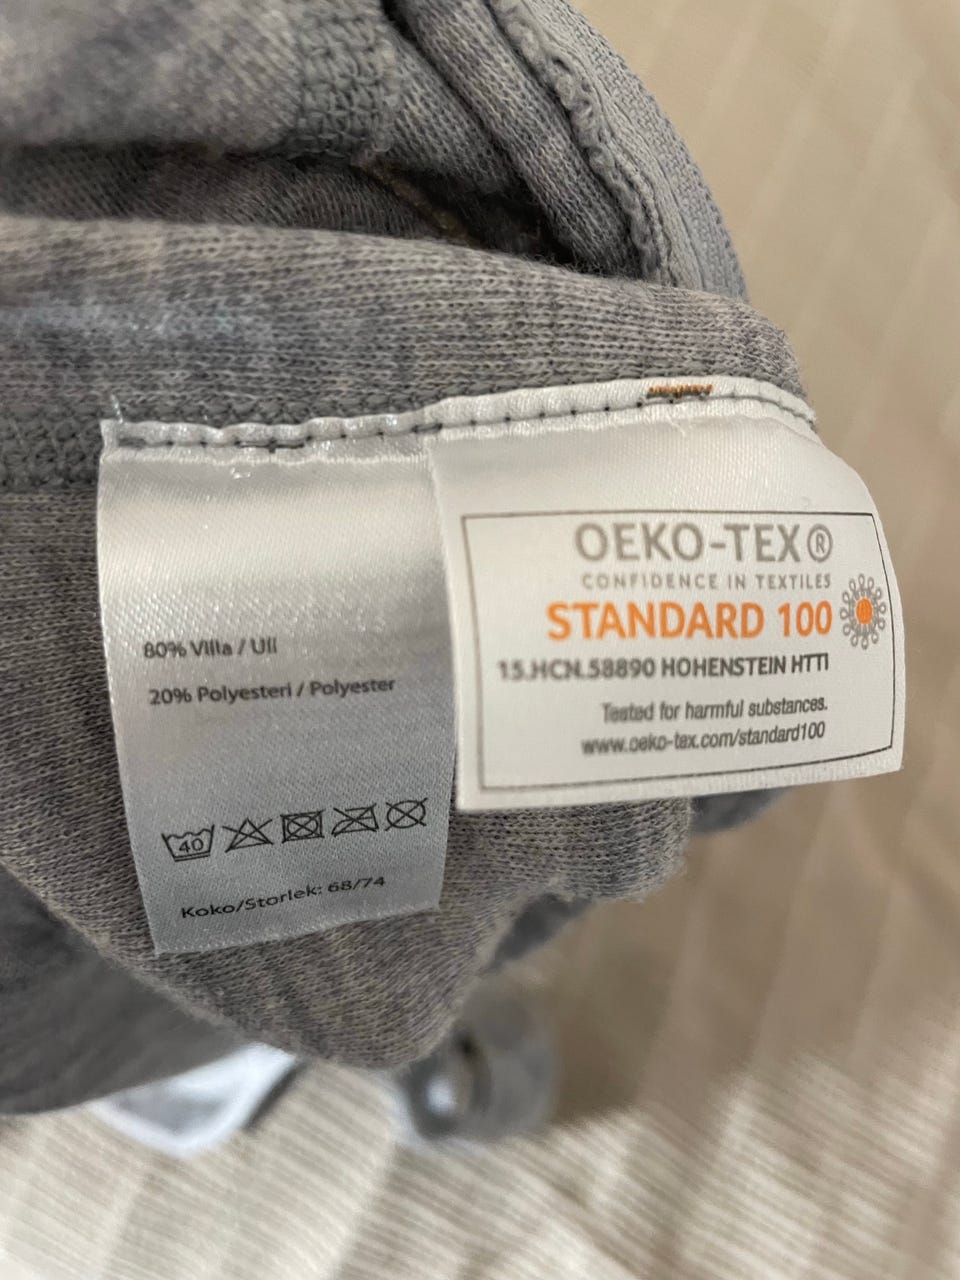 80% Villa / Ull
20% Polyesteri / Polyester
40
Koko/Storlek: 68/74
OEKO-TEX®
CONFIDENCE IN TEXTILES
STANDARD 100
15.HCN.58890 HOHENSTEIN HTTI
Tested for harmful substances.
www.oeko-tex.com/standard100